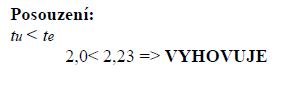 Posouzení:
tu < te
2,0< 2,23 => VYHOVUJE